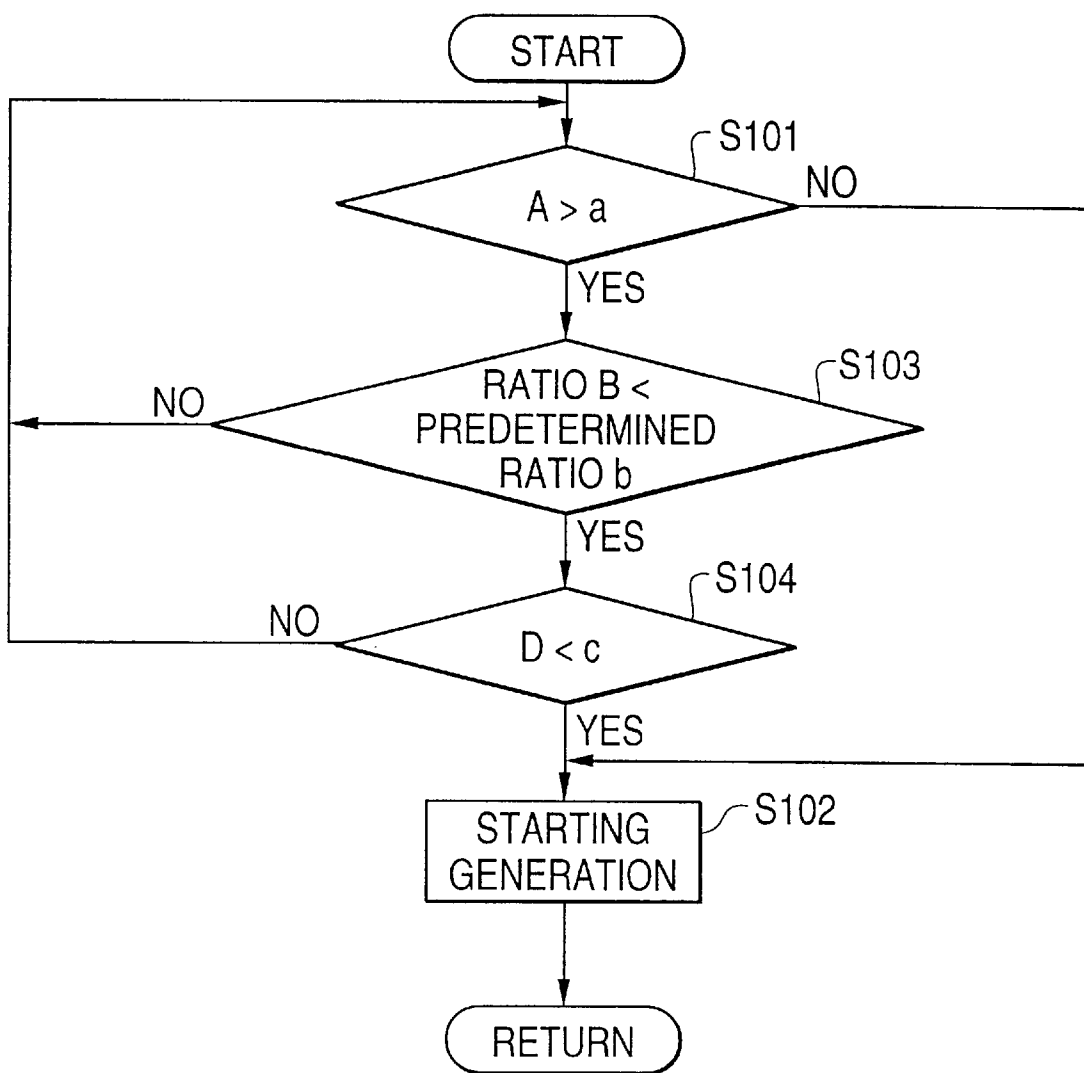 START
S101
A > a
NO
YES
S103
RATIO B <
PREDETERMINED
RATIO b
NO
YES
S104
D < c
NO
YES
S102
STARTING
GENERATION
RETURN